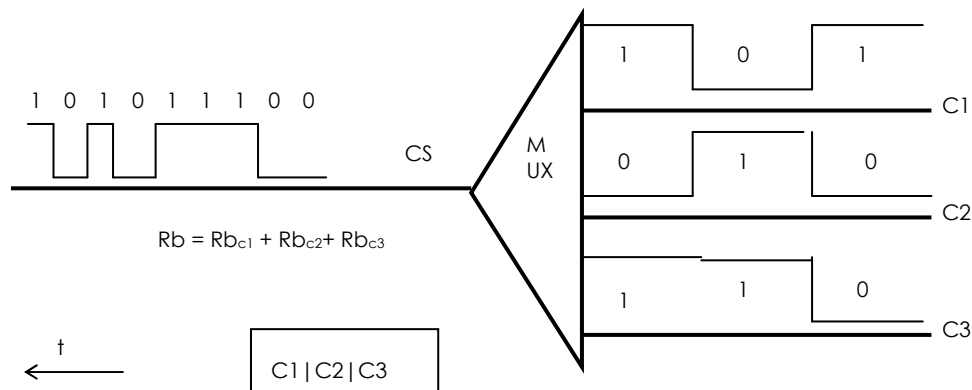 1 0 1
C1
1 0 1 0 1 1 1 0 0
CS
M
UX
0 1 0
C2
Rb = Rbc1 + Rbc2+ Rbc3
1 1 0
C3
t
C1|C2|C3